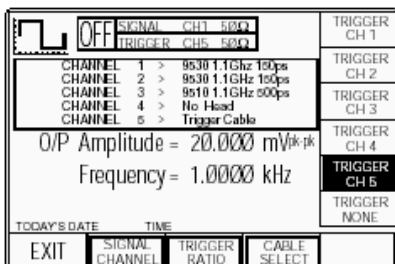 OFF
SIGNAL CH1 50Ω
TRIGGER CH5 50Ω
CHANNEL 1 > 9530 1.1Ghz 150ps
CHANNEL 2 > 9530 1.1Ghz 150ps
CHANNEL 3 > 9510 1.1Ghz 500ps
CHANNEL 4 > No Head
CHANNEL 5 > Trigger Cable
O/P Amplitude = 20.000 mVpk-pk
Frequency = 1.0000 kHz
TODAY'S DATE TIME
TRIGGER CH 1
TRIGGER CH 2
TRIGGER CH 3
TRIGGER CH 4
TRIGGER CH 5
TRIGGER NONE
EXIT
SIGNAL CHANNEL
TRIGGER RATIO
CABLE SELECT